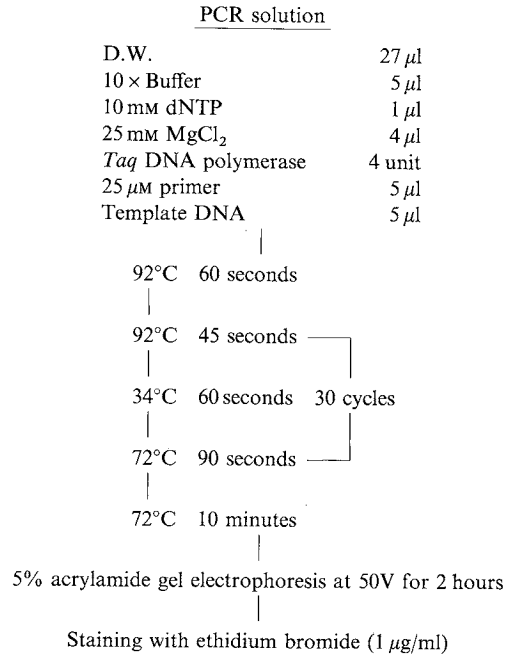 PCR solution
D.W. 27 μl
10 × Buffer 5 μl
10 mM dNTP 1 μl
25 mM MgCl₂ 4 μl
Taq DNA polymerase 4 unit
25 μM primer 5 μl
Template DNA 5 μl
92°C 60 seconds
92°C 45 seconds
34°C 60 seconds 30 cycles
72°C 90 seconds
72°C 10 minutes
5% acrylamide gel electrophoresis at 50V for 2 hours
Staining with ethidium bromide (1 μg/ml)